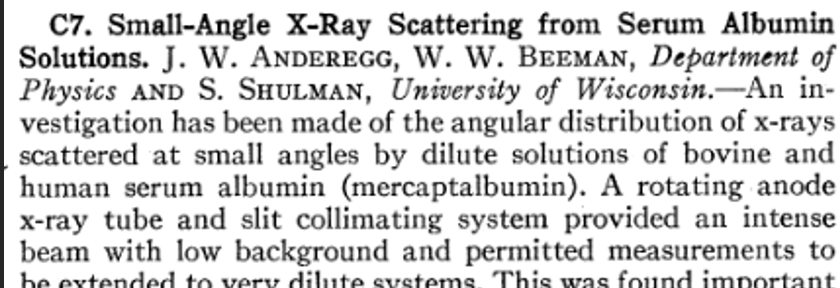 C7. Small-Angle X-Ray Scattering from Serum Albumin
Solutions. J. W. ANDEREGG, W. W. BEEMAN, Department of
Physics AND S. SHULMAN, University of Wisconsin.—An in-
vestigation has been made of the angular distribution of x-rays
scattered at small angles by dilute solutions of bovine and
human serum albumin (mercaptalbumin). A rotating anode
x-ray tube and slit collimating system provided an intense
beam with low background and permitted measurements to
be extended to very dilute systems. This was found important